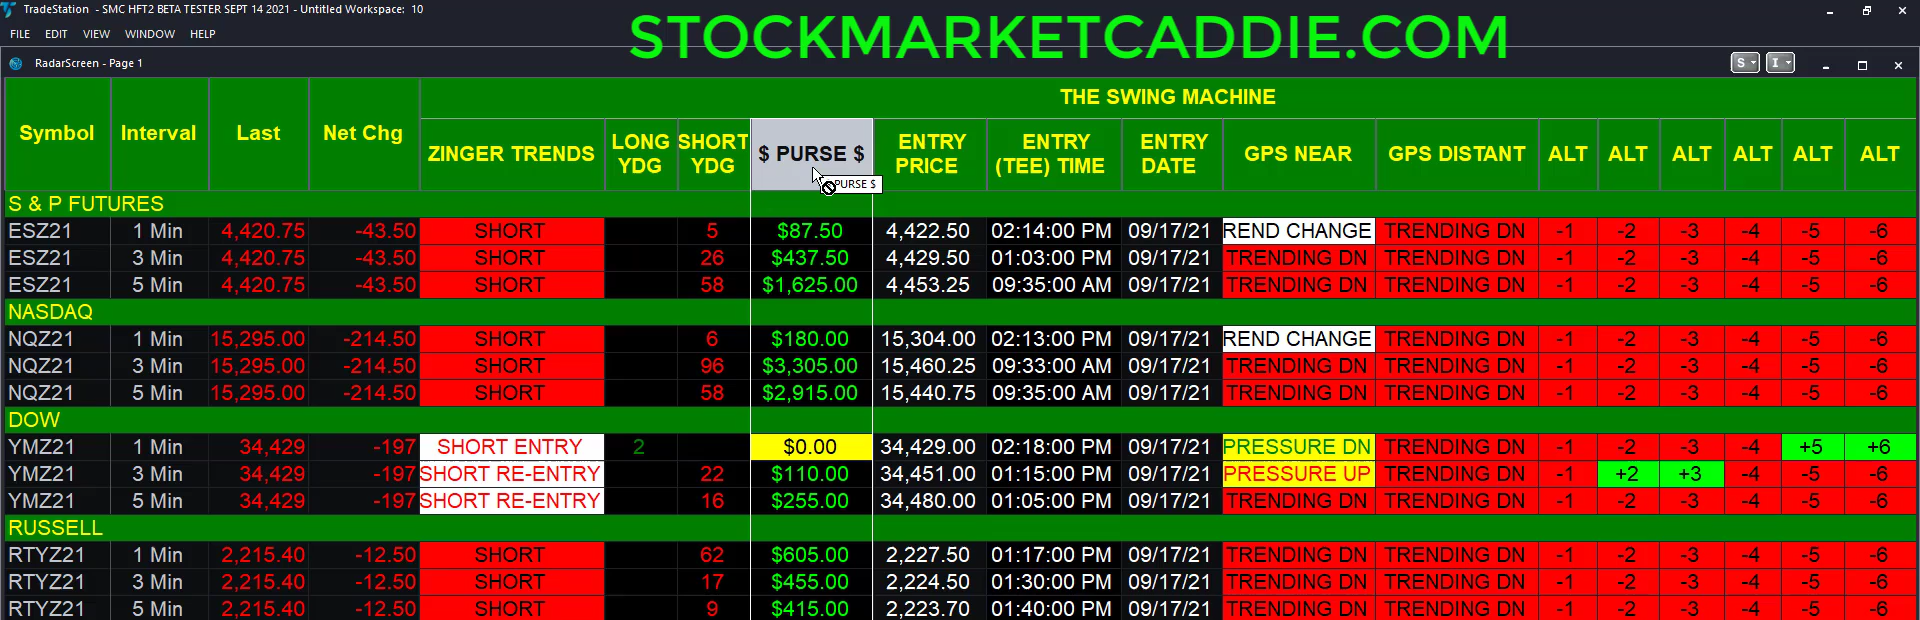 TradeStation - SMC HFT2 BETA TESTER SEPT 14 2021 - Untitled Workspace: 10
STOCKMARKETCADDIE.COM
FILE EDIT VIEW WINDOW HELP
RadarScreen - Page 1
S I
THE SWING MACHINE
Symbol Interval Last Net Chg ZINGER TRENDS LONG YDG SHORT YDG $ PURSE $ ENTRY PRICE ENTRY (TEE) TIME ENTRY DATE GPS NEAR GPS DISTANT ALT ALT ALT ALT ALT ALT
PURSE $
S & P FUTURES
ESZ21 1 Min 4,420.75 -43.50 SHORT 5 $87.50 4,422.50 02:14:00 PM 09/17/21 REND CHANGE TRENDING DN -1 -2 -3 -4 -5 -6
ESZ21 3 Min 4,420.75 -43.50 SHORT 26 $437.50 4,429.50 01:03:00 PM 09/17/21 TRENDING DN TRENDING DN -1 -2 -3 -4 -5 -6
ESZ21 5 Min 4,420.75 -43.50 SHORT 58 $1,625.00 4,453.25 09:35:00 AM 09/17/21 TRENDING DN TRENDING DN -1 -2 -3 -4 -5 -6
NASDAQ
NQZ21 1 Min 15,295.00 -214.50 SHORT 6 $180.00 15,304.00 02:13:00 PM 09/17/21 REND CHANGE TRENDING DN -1 -2 -3 -4 -5 -6
NQZ21 3 Min 15,295.00 -214.50 SHORT 96 $3,305.00 15,460.25 09:33:00 AM 09/17/21 TRENDING DN TRENDING DN -1 -2 -3 -4 -5 -6
NQZ21 5 Min 15,295.00 -214.50 SHORT 58 $2,915.00 15,440.75 09:35:00 AM 09/17/21 TRENDING DN TRENDING DN -1 -2 -3 -4 -5 -6
DOW
YMZ21 1 Min 34,429 -197 SHORT ENTRY 2 $0.00 34,429.00 02:18:00 PM 09/17/21 PRESSURE DN TRENDING DN -1 -2 -3 -4 +5 +6
YMZ21 3 Min 34,429 -197 SHORT RE-ENTRY 22 $110.00 34,451.00 01:15:00 PM 09/17/21 PRESSURE UP TRENDING DN -1 +2 +3 -4 -5 -6
YMZ21 5 Min 34,429 -197 SHORT RE-ENTRY 16 $255.00 34,480.00 01:05:00 PM 09/17/21 TRENDING DN TRENDING DN -1 -2 -3 -4 -5 -6
RUSSELL
RTYZ21 1 Min 2,215.40 -12.50 SHORT 62 $605.00 2,227.50 01:17:00 PM 09/17/21 TRENDING DN TRENDING DN -1 -2 -3 -4 -5 -6
RTYZ21 3 Min 2,215.40 -12.50 SHORT 17 $455.00 2,224.50 01:30:00 PM 09/17/21 TRENDING DN TRENDING DN -1 -2 -3 -4 -5 -6
RTYZ21 5 Min 2,215.40 -12.50 SHORT 9 $415.00 2,223.70 01:40:00 PM 09/17/21 TRENDING DN TRENDING DN -1 -2 -3 -4 -5 -6